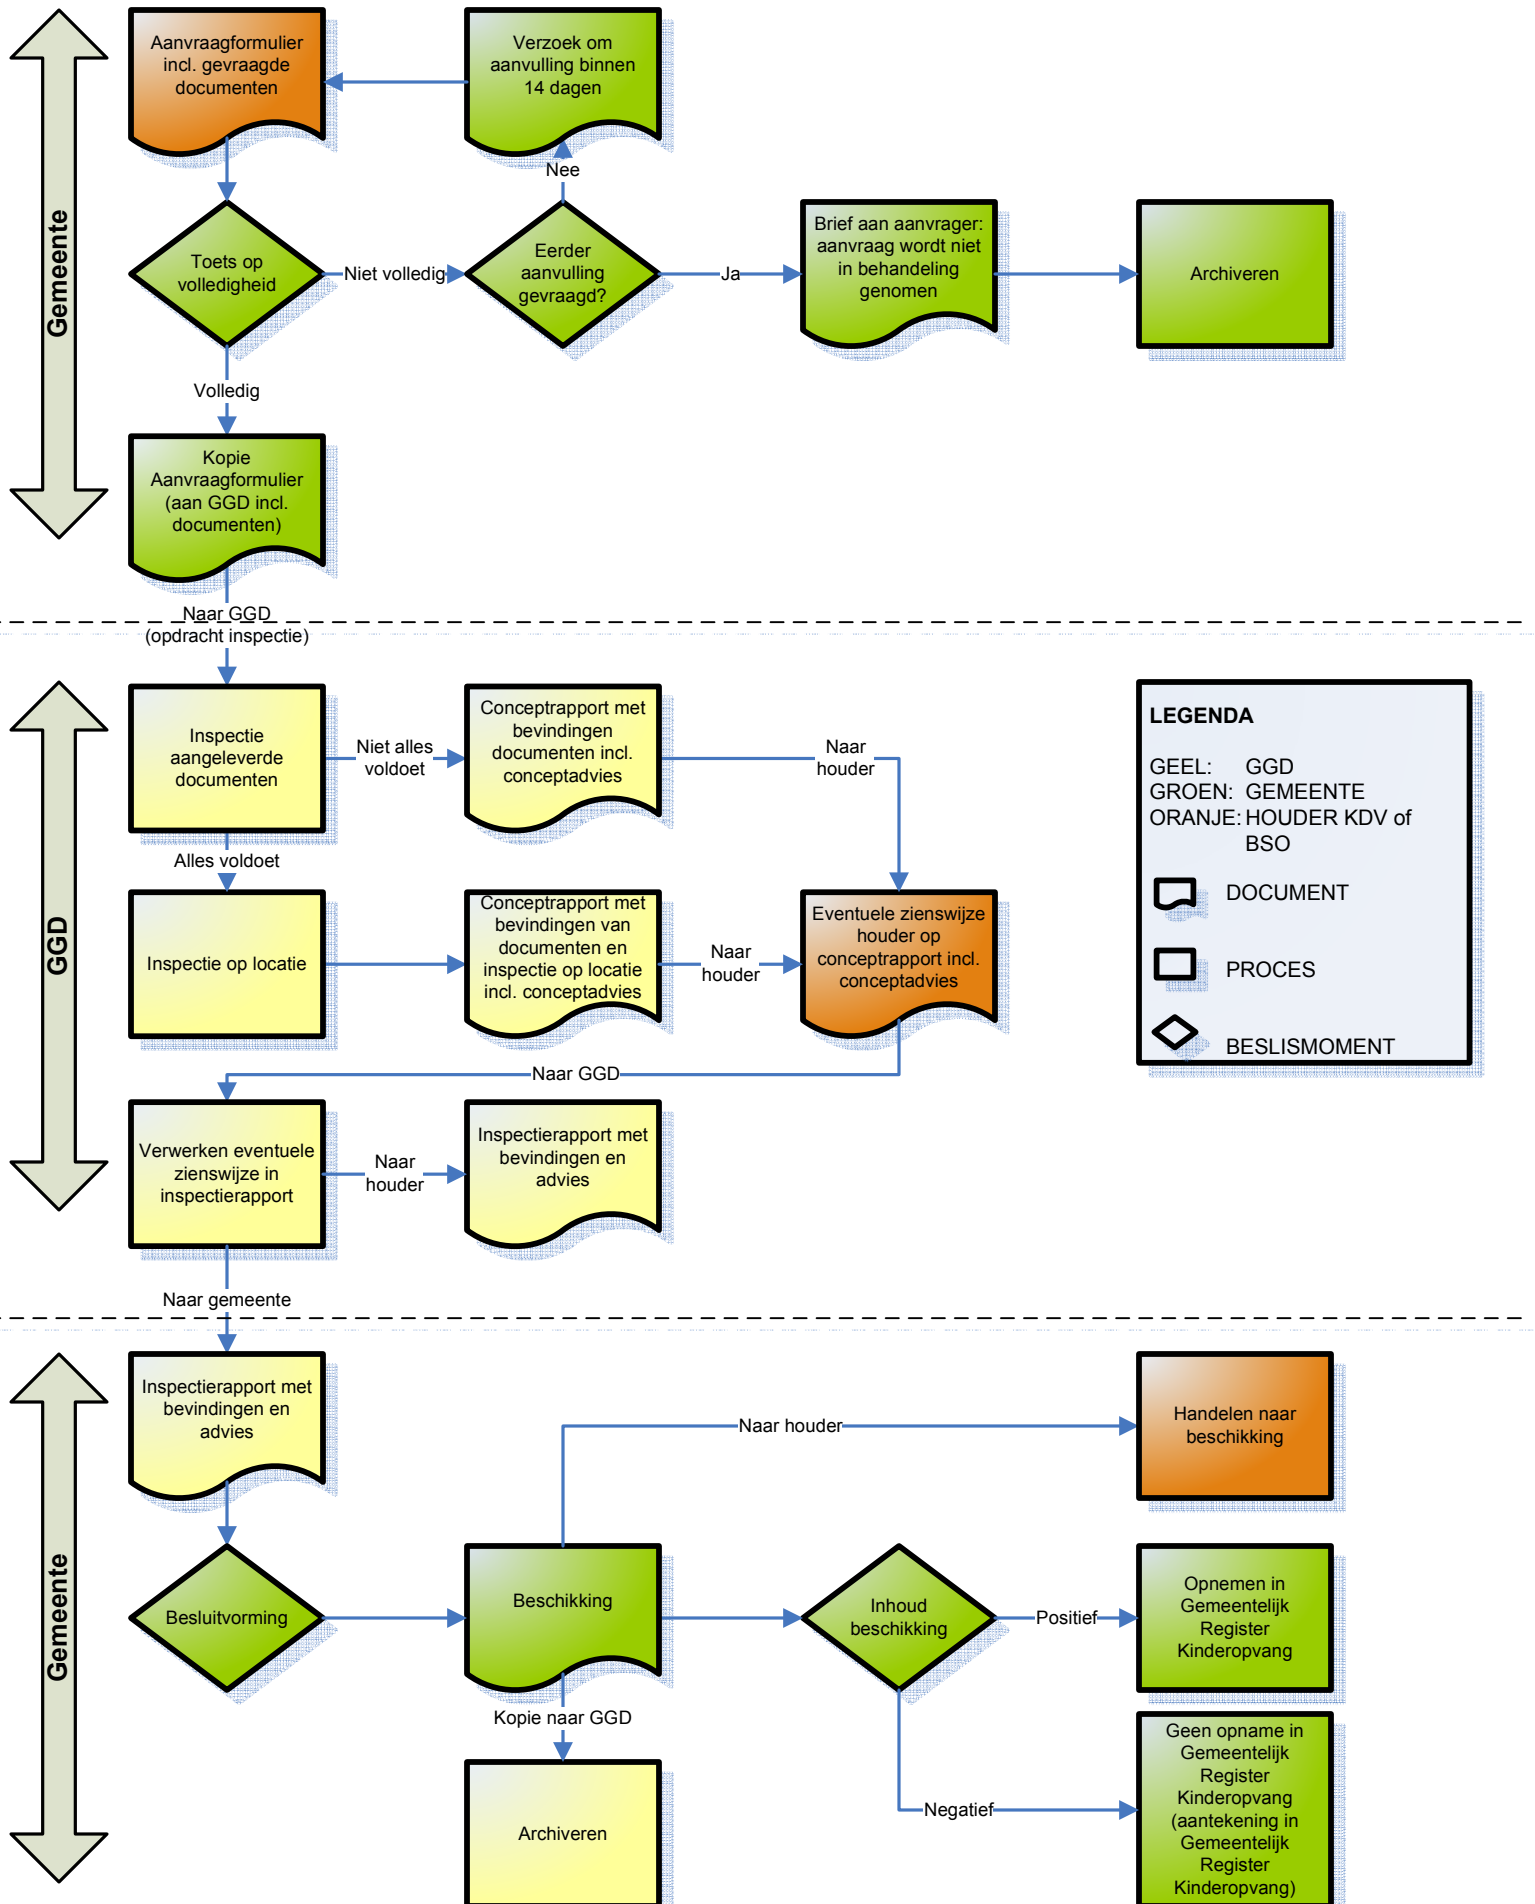 Gemeente
Aanvraagformulier
incl. gevraagde
documenten
Verzoek om
aanvulling binnen
14 dagen
Nee
Toets op
volledigheid
Niet volledig
Eerder
aanvulling
gevraagd?
Ja
Brief aan aanvrager:
aanvraag wordt niet
in behandeling
genomen
Archiveren
Volledig
Kopie
Aanvraagformulier
(aan GGD incl.
documenten)
Naar GGD
(opdracht inspectie)
GGD
Inspectie
aangeleverde
documenten
Niet alles
voldoet
Conceptrapport met
bevindingen
documenten incl.
conceptadvies
Naar
houder
Alles voldoet
Inspectie op locatie
Conceptrapport met
bevindingen van
documenten en
inspectie op locatie
incl. conceptadvies
Naar
houder
Eventuele zienswijze
houder op
conceptrapport incl.
conceptadvies
LEGENDA
GEEL: GGD
GROEN: GEMEENTE
ORANJE: HOUDER KDV of
BSO
DOCUMENT
PROCES
BESLISMOMENT
Naar GGD
Verwerken eventuele
zienswijze in
inspectierapport
Naar
houder
Inspectierapport met
bevindingen en
advies
Naar gemeente
Gemeente
Inspectierapport met
bevindingen en
advies
Naar houder
Handelen naar
beschikking
Besluitvorming
Beschikking
Inhoud
beschikking
Positief
Opnemen in
Gemeentelijk
Register
Kinderopvang
Kopie naar GGD
Archiveren
Negatief
Geen opname in
Gemeentelijk
Register
Kinderopvang
(aantekening in
Gemeentelijk
Register
Kinderopvang)